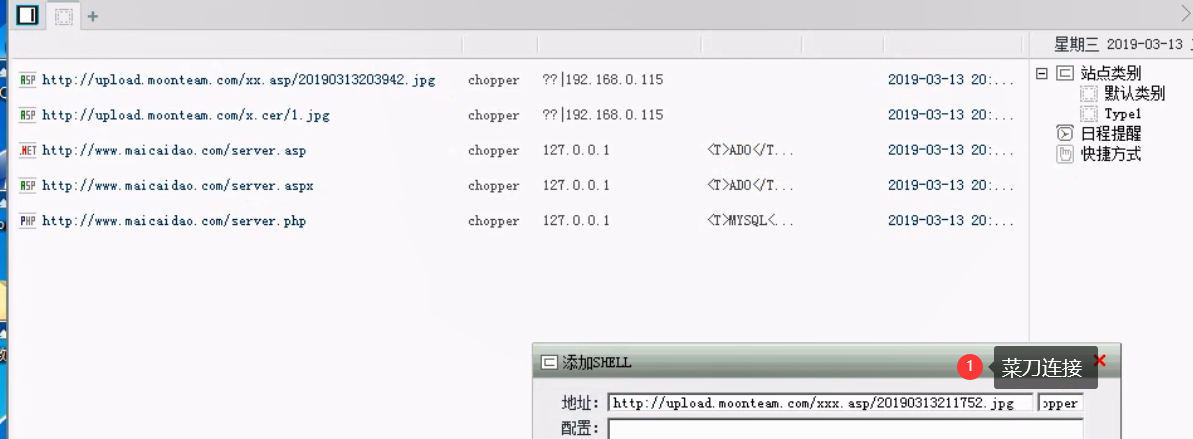 星期三 2019-03-13
ASP http://upload.moonteam.com/xx.asp/20190313203942.jpg chopper ??|192.168.0.115 2019-03-13 20:...
ASP http://upload.moonteam.com/x.cer/1.jpg chopper ??|192.168.0.115 2019-03-13 20:...
.NET http://www.maicaidao.com/server.asp chopper 127.0.0.1 <T>ADO</T... 2019-03-13 20:...
ASP http://www.maicaidao.com/server.aspx chopper 127.0.0.1 <T>ADO</T... 2019-03-13 20:...
PHP http://www.maicaidao.com/server.php chopper 127.0.0.1 <T>MYSQL<... 2019-03-13 20:...
站点类别
默认类别
Type1
日程提醒
快捷方式
添加SHELL
1 菜刀连接
地址: http://upload.moonteam.com/xxx.asp/20190313211752.jpg opper
配置: